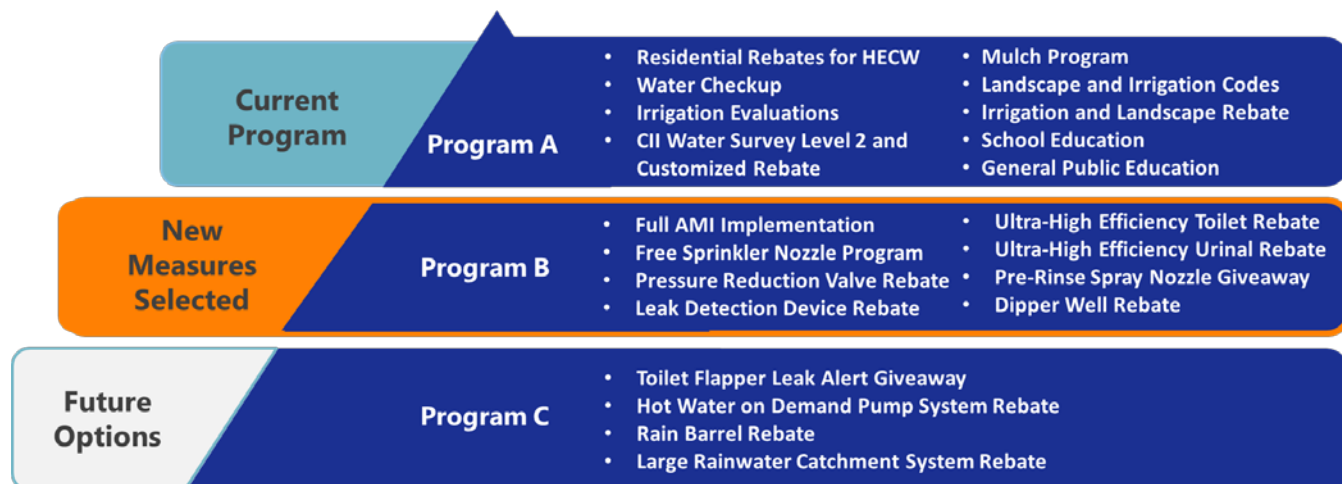 Current
Program
Program A
• Residential Rebates for HECW
• Water Checkup
• Irrigation Evaluations
• CII Water Survey Level 2 and
Customized Rebate
• Mulch Program
• Landscape and Irrigation Codes
• Irrigation and Landscape Rebate
• School Education
• General Public Education
New
Measures
Selected
Program B
• Full AMI Implementation
• Free Sprinkler Nozzle Program
• Pressure Reduction Valve Rebate
• Leak Detection Device Rebate
• Ultra-High Efficiency Toilet Rebate
• Ultra-High Efficiency Urinal Rebate
• Pre-Rinse Spray Nozzle Giveaway
• Dipper Well Rebate
Future
Options
Program C
• Toilet Flapper Leak Alert Giveaway
• Hot Water on Demand Pump System Rebate
• Rain Barrel Rebate
• Large Rainwater Catchment System Rebate